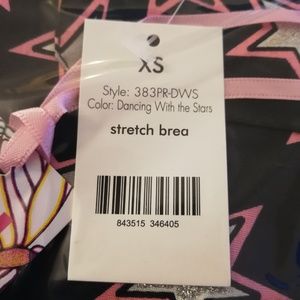 XS
Style: 383PR-DWS
Color: Dancing With the Stars
stretch brea
843515 346405